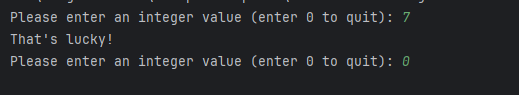 Please enter an integer value (enter 0 to quit): 7
That's lucky!
Please enter an integer value (enter 0 to quit): 0